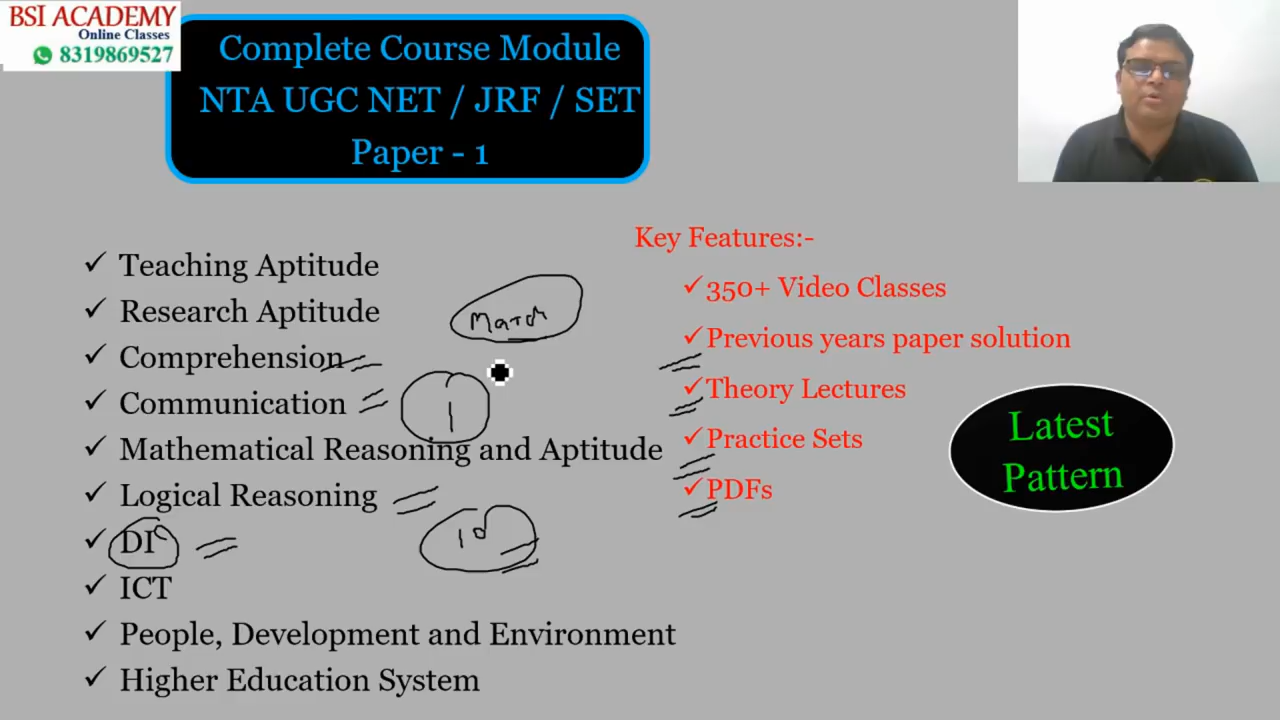 BSI ACADEMY
Online Classes
8319869527
Complete Course Module
NTA UGC NET / JRF / SET
Paper - 1
✓ Teaching Aptitude
✓ Research Aptitude
✓ Comprehension
✓ Communication
✓ Mathematical Reasoning and Aptitude
✓ Logical Reasoning
✓ DI
✓ ICT
✓ People, Development and Environment
✓ Higher Education System
March
1
10
Key Features:-
✓ 350+ Video Classes
✓ Previous years paper solution
✓ Theory Lectures
✓ Practice Sets
✓ PDFs
Latest
Pattern